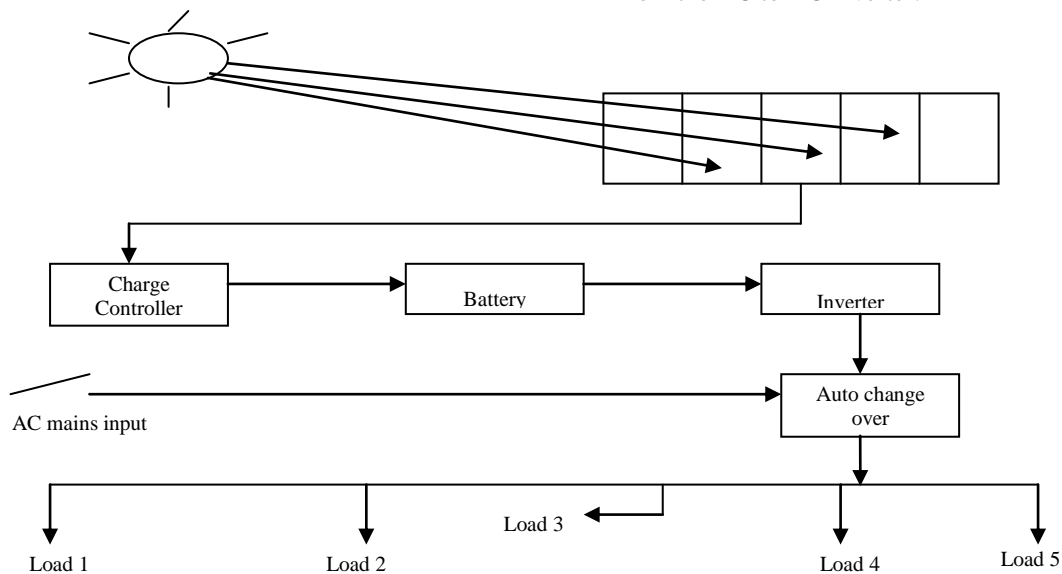 Charge
Controller
Battery
Inverter
AC mains input
Auto change
over
Load 1
Load 2
Load 3
Load 4
Load 5